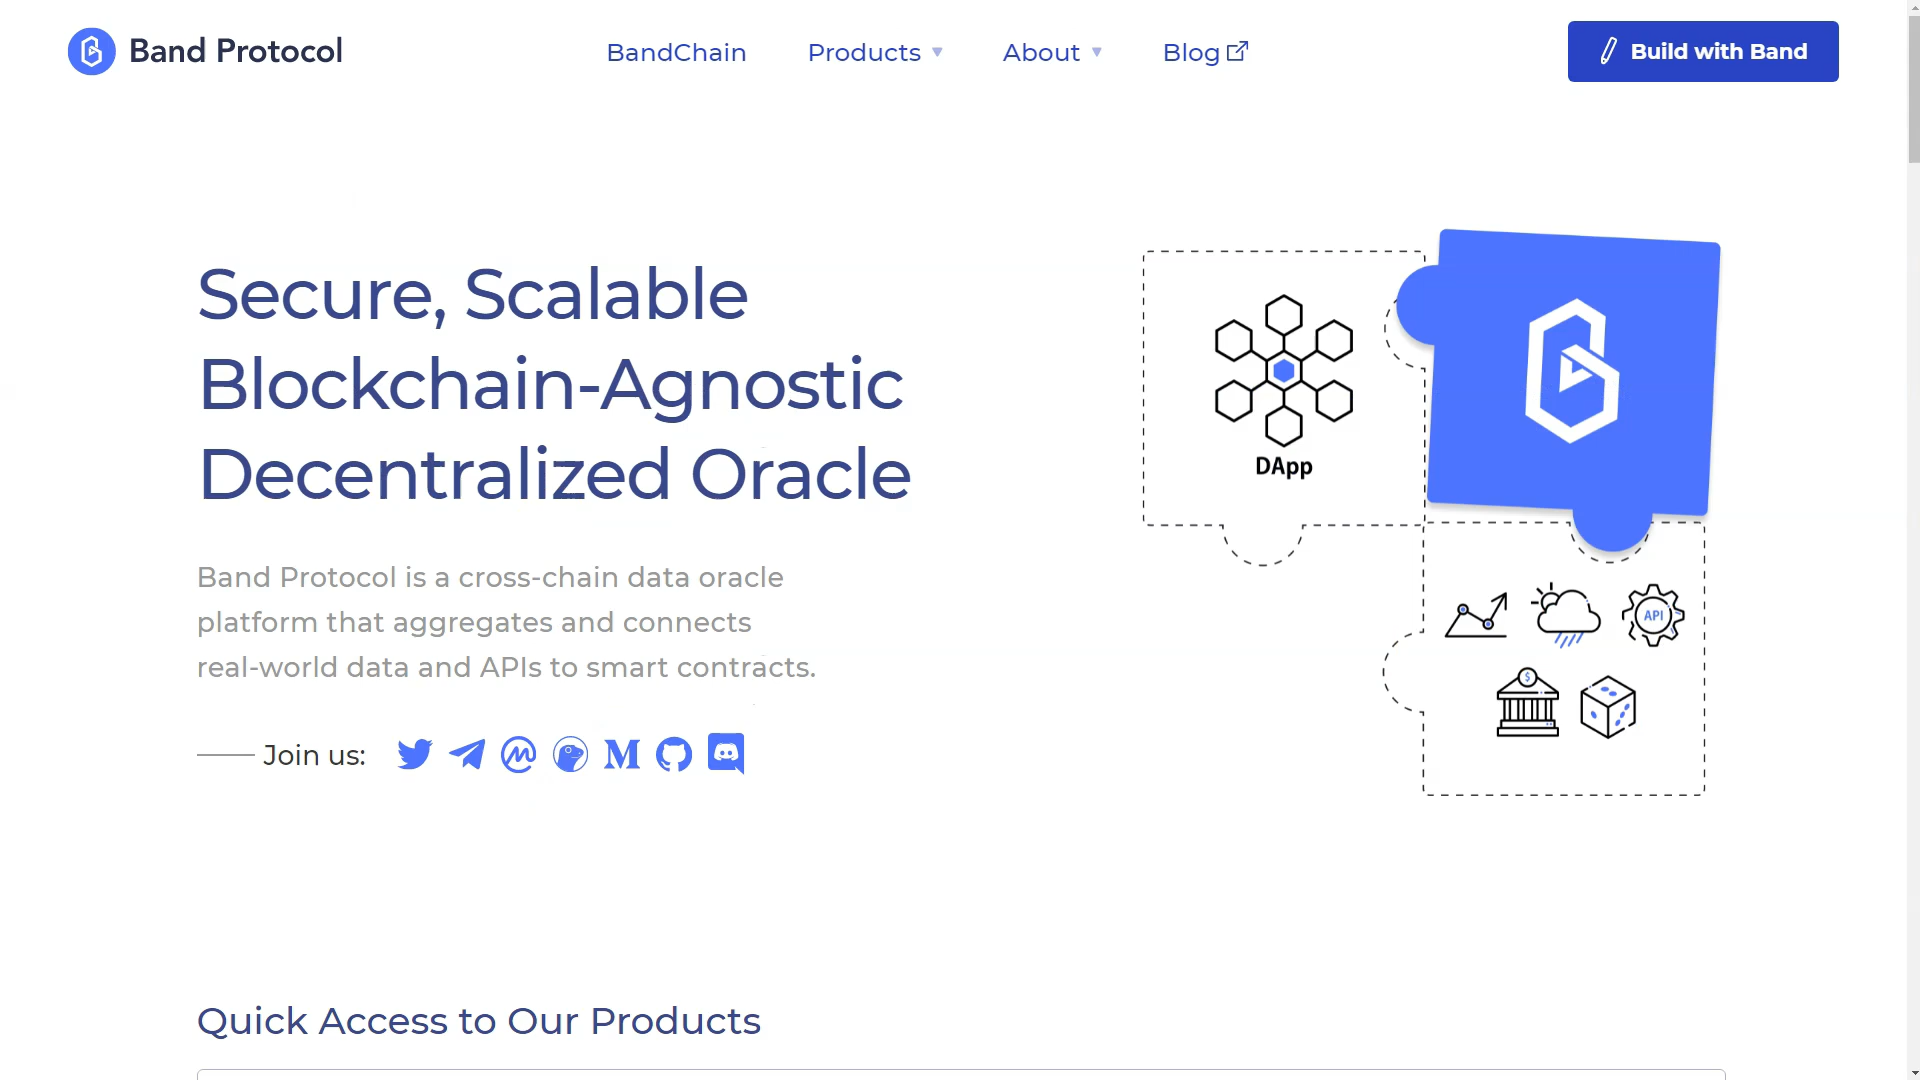 Band Protocol
BandChain
Products
About
Blog
Build with Band
Secure, Scalable
Blockchain-Agnostic
Decentralized Oracle
Band Protocol is a cross-chain data oracle
platform that aggregates and connects
real-world data and APIs to smart contracts.
Join us:
DApp
API
$
Quick Access to Our Products